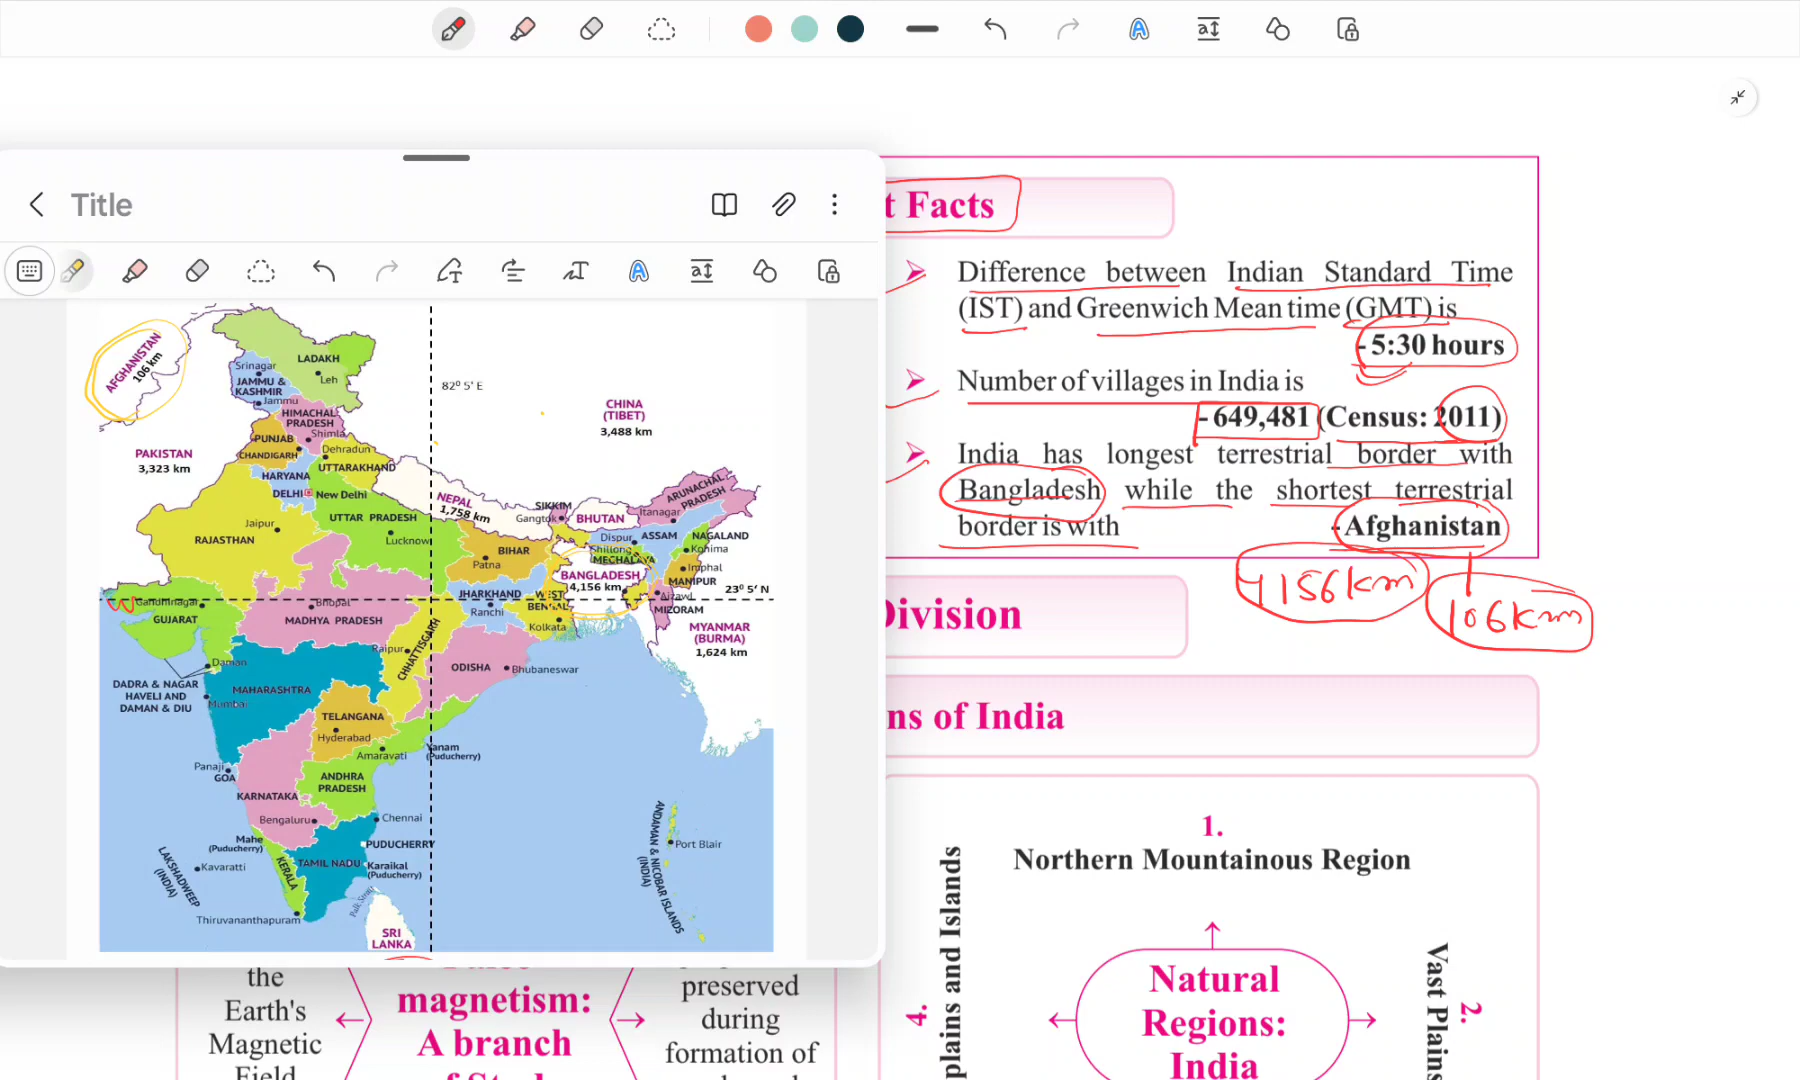 Title
AFGHANISTAN
106 km
LADAKH
Leh
Srinagar
JAMMU &
KASHMIR
Jammu
82⁰ 5' E
CHINA
(TIBET)
3,488 km
HIMACHAL
PRADESH
Shimla
PUNJAB
CHANDIGARH
Dehradun
UTTARAKHAND
PAKISTAN
3,323 km
HARYANA
DELHI
New Delhi
NEPAL
1,758 km
SIKKIM
Gangtok
BHUTAN
ARUNACHAL
PRADESH
Itanagar
UTTAR PRADESH
Lucknow
Jaipur
RAJASTHAN
BIHAR
Patna
Dispur
ASSAM
NAGALAND
Kohima
Shillong
MECHALAYA
Imphal
MANIPUR
BANGLADESH
4,156 km
23⁰ 5' N
Aizawl
MIZORAM
JHARKHAND
Ranchi
WEST
BENGAL
Kolkata
Gandhinagar
GUJARAT
Bhopal
MADHYA PRADESH
MYANMAR
(BURMA)
1,624 km
Raipur
CHHATTISGARH
ODISHA
Bhubaneswar
Daman
DADRA & NAGAR
HAVELI AND
DAMAN & DIU
MAHARASHTRA
Mumbai
TELANGANA
Hyderabad
Amaravati
Yanam
(Puducherry)
Panaji
GOA
ANDHRA
PRADESH
KARNATAKA
Bengaluru
Chennai
Mahe
(Puducherry)
PUDUCHERRY
KERALA
TAMIL NADU
Karaikal
(Puducherry)
LAKSHADWEEP
(INDIA)
Kavaratti
Thiruvananthapuram
Palk Strait
SRI
LANKA
ANDAMAN & NICOBAR ISLANDS
(INDIA)
Port Blair
t Facts
Difference between Indian Standard Time
(IST) and Greenwich Mean time (GMT) is
- 5:30 hours
Number of villages in India is
- 649,481 (Census: 2011)
India has longest terrestrial border with
Bangladesh while the shortest terrestrial
border is with
- Afghanistan
4156 km
106 km
Division
ns of India
1.
Northern Mountainous Region
4.
plains and Islands
Natural
Regions:
India
2.
Vast Plains
the
Earth's
Magnetic
Field
magnetism:
A branch
preserved
during
formation of